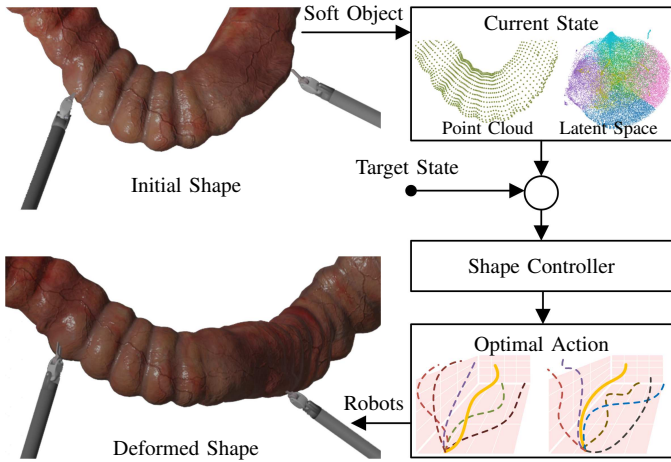 Soft Object
Current State
Point Cloud
Latent Space
Initial Shape
Target State
Shape Controller
Optimal Action
Robots
Deformed Shape